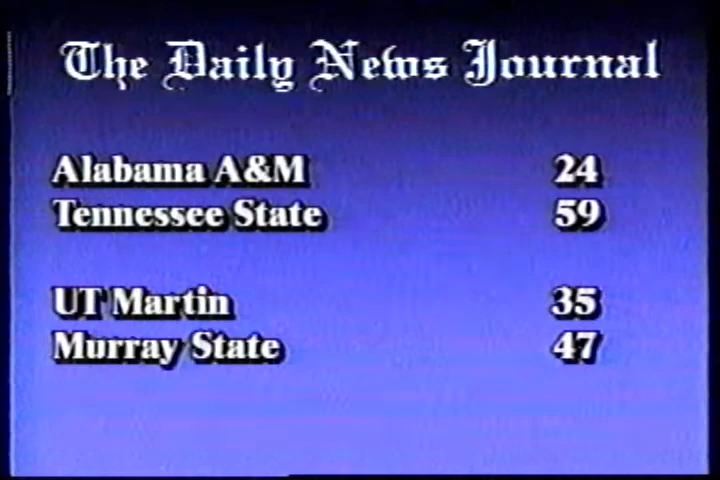 The Daily News Journal
Alabama A&M 24
Tennessee State 59
UT Martin 35
Murray State 47